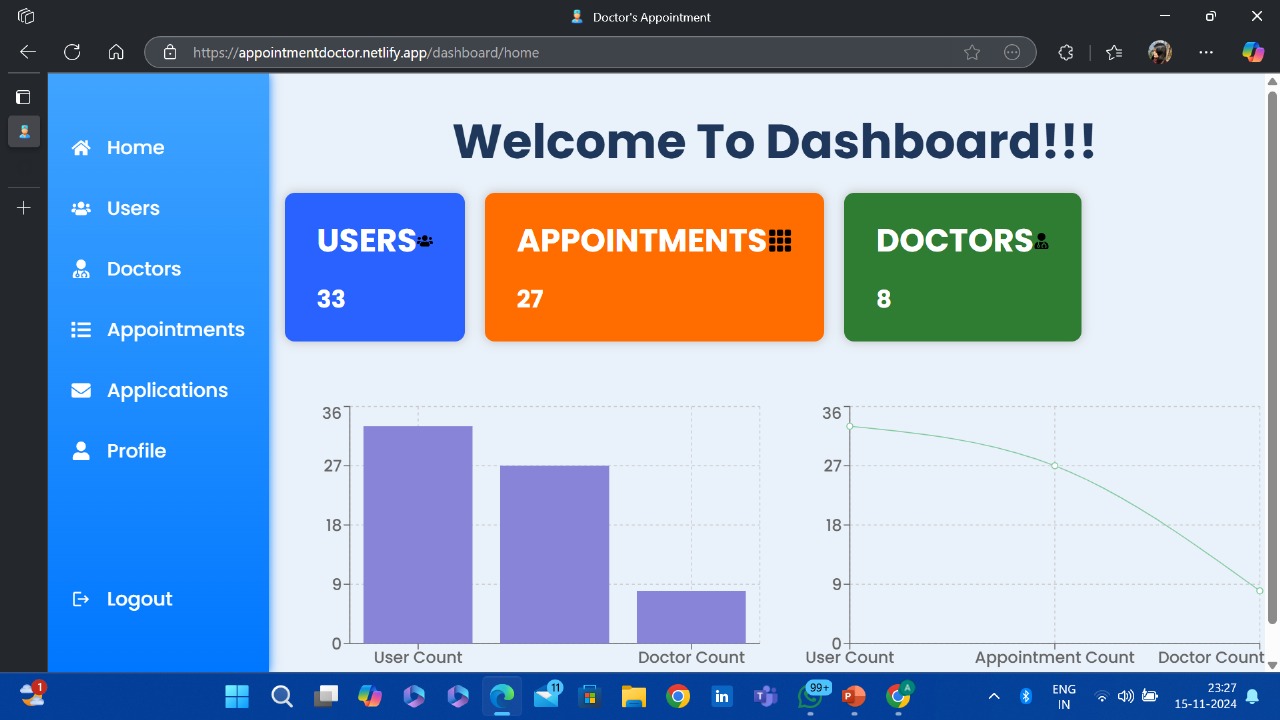 Doctor's Appointment
https://appointmentdoctor.netlify.app/dashboard/home
Home
Users
Doctors
Appointments
Applications
Profile
Logout
Welcome To Dashboard!!!
USERS
33
APPOINTMENTS
27
DOCTORS
8
36
27
18
9
0
User Count
Doctor Count
36
27
18
9
0
User Count
Appointment Count
Doctor Count
1
11
99+
A
ENG
IN
23:27
15-11-2024